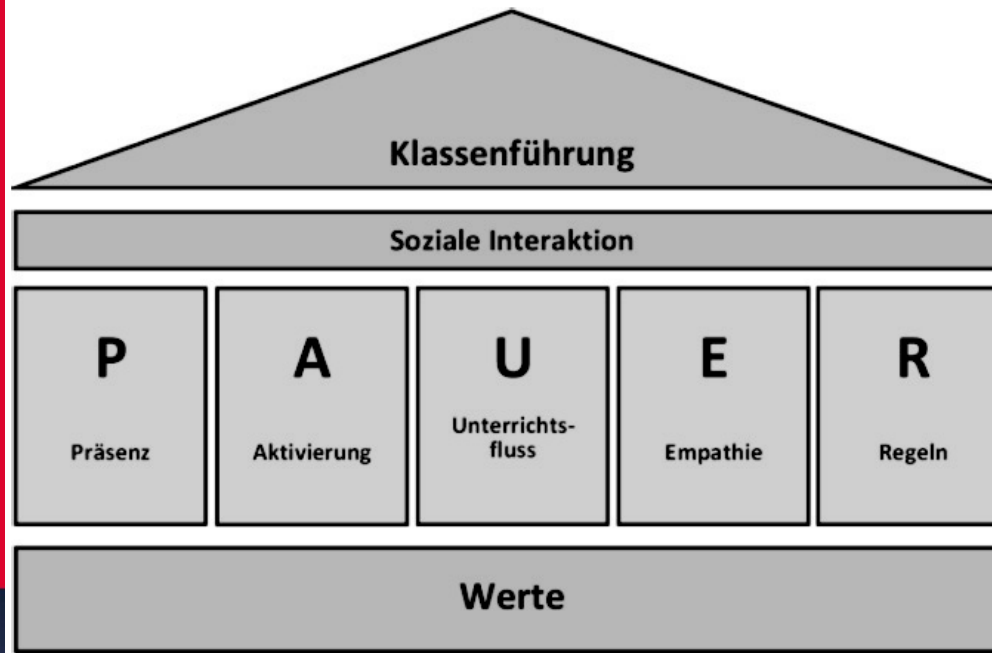 Klassenführung
Soziale Interaktion
P
Präsenz
A
Aktivierung
U
Unterrichts-
fluss
E
Empathie
R
Regeln
Werte